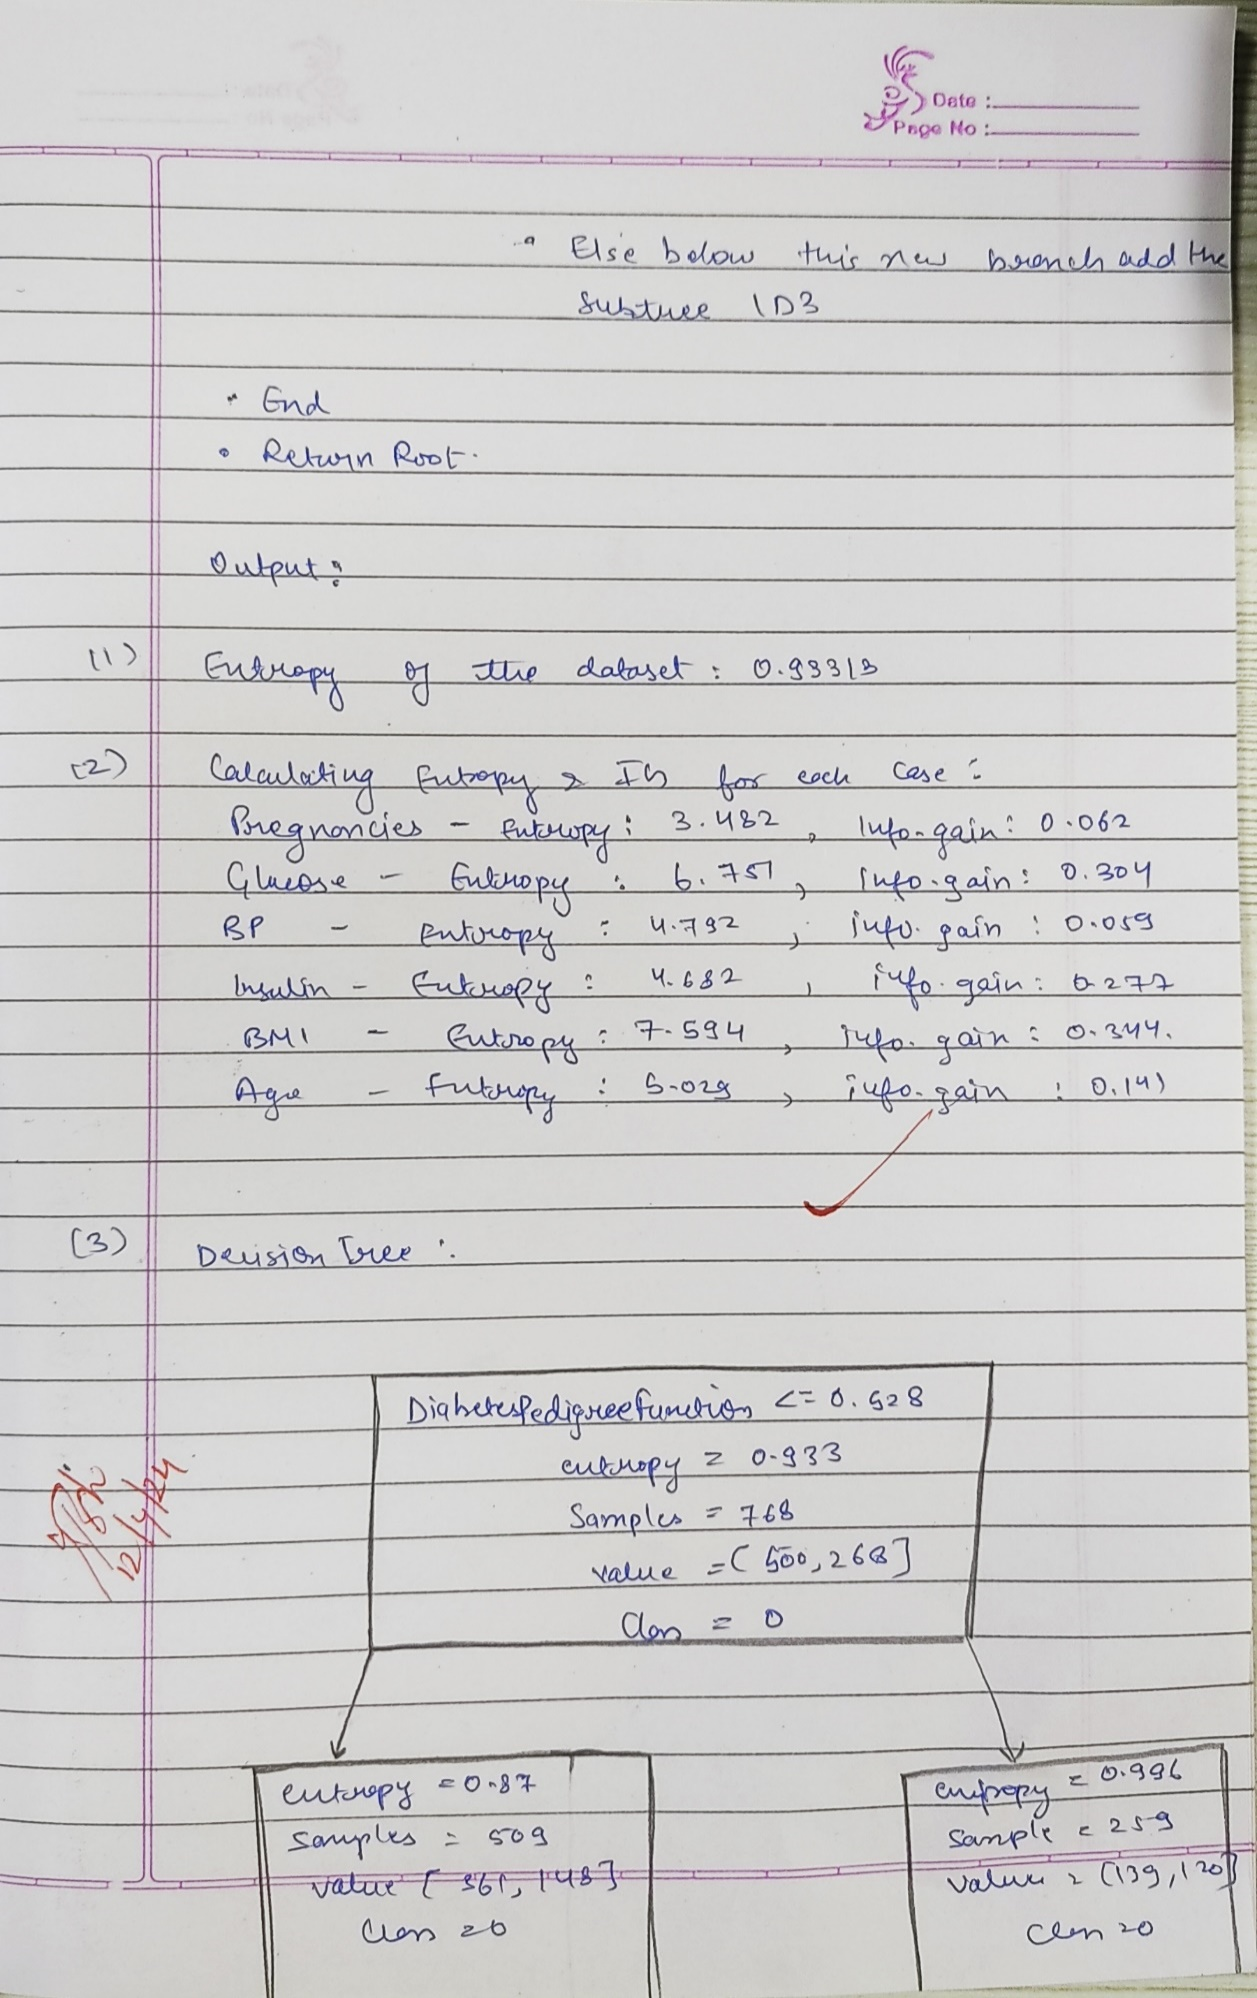 Date :
Page No :
• Else below this new branch add the
Subtree ID3
• End
• Return Root.
Output :
(1) Entropy of the dataset : 0.93313
(2) Calculating Entropy & IG for each case :
Pregnancies - Entropy : 3.482 , Info. gain : 0.062
Glucose - Entropy : 6.751 , info. gain : 0.304
BP - Entropy : 4.792 , info. gain : 0.059
Insulin - Entropy : 4.682 , info. gain : 0.277
BMI - Entropy : 7.594 , info. gain : 0.344.
Age - Entropy : 5.029 , info. gain : 0.141
(3) Decision Tree :
DiabetesPedigreeFunction <= 0.528
entropy = 0.933
Samples = 768
value = [500, 268]
Class = 0
12/4/24
entropy = 0.87
samples = 509
value [361, 148]
Class = 0
entropy = 0.996
Sample = 259
value = [139, 120]
Class = 0